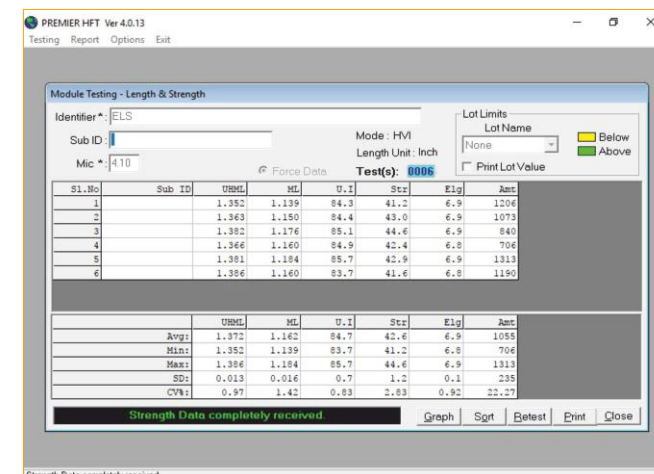 PREMIER HFT Ver 4.0.13
Testing Report Options Exit
Module Testing - Length & Strength
Identifier * : ELS
Lot Limits
Sub ID :
Mode : HVI
Lot Name
Below
Length Unit : Inch
None
Above
Mic * : 4.10
Force Data
Test(s): 0006
Print Lot Value
Sl.No Sub ID UHML ML U.I Str Elg Amt
1 1.352 1.139 84.3 41.2 6.9 1206
2 1.363 1.150 84.4 43.0 6.9 1073
3 1.382 1.176 85.1 44.6 6.9 840
4 1.366 1.160 84.9 42.4 6.8 706
5 1.381 1.184 85.7 42.9 6.9 1313
6 1.386 1.160 83.7 41.6 6.8 1190
UHML ML U.I Str Elg Amt
Avg: 1.372 1.162 84.7 42.6 6.9 1055
Min: 1.352 1.139 83.7 41.2 6.8 706
Max: 1.386 1.184 85.7 44.6 6.9 1313
SD: 0.013 0.016 0.7 1.2 0.1 235
CV%: 0.97 1.42 0.83 2.83 0.92 22.27
Strength Data completely received.
Graph Sort Retest Print Close
Strength Data completely received